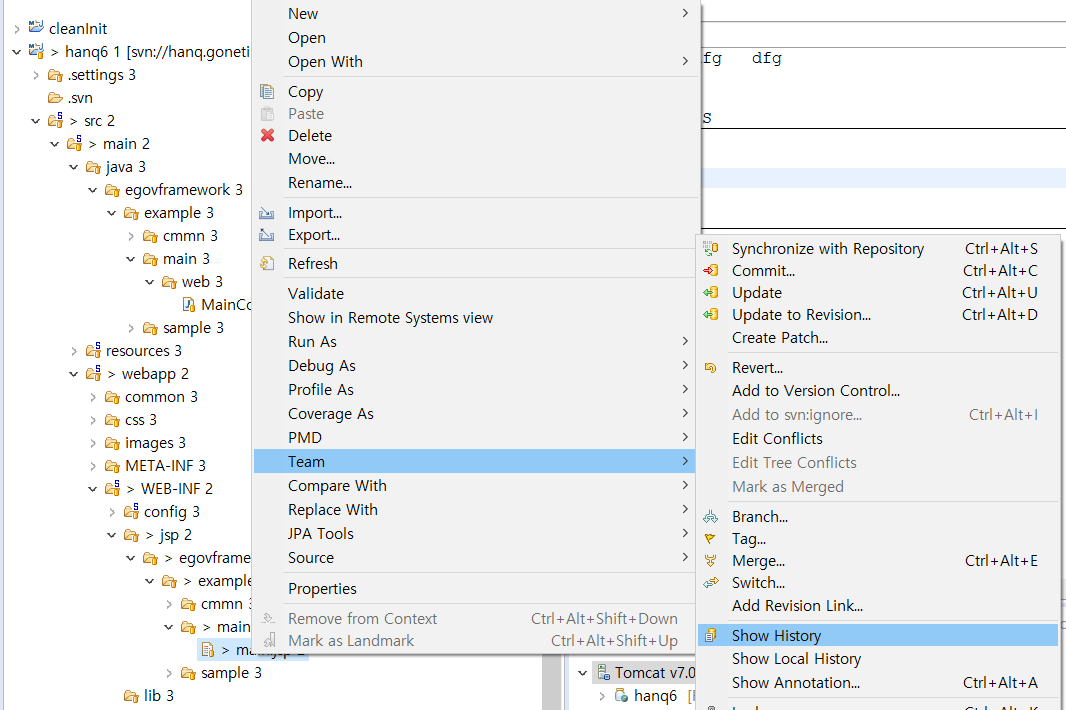 cleanInit
> hanq6 1 [svn://hanq.goneti
.settings 3
.svn
> src 2
> main 2
java 3
egovframework 3
example 3
cmmn 3
main 3
web 3
MainCo
sample 3
resources 3
> webapp 2
common 3
css 3
images 3
META-INF 3
> WEB-INF 2
config 3
> jsp 2
> egovframe
> example
cmmn
> main
>
sample 3
lib 3
New
Open
Open With
Copy
Paste
Delete
Move...
Rename...
Import...
Export...
Refresh
Validate
Show in Remote Systems view
Run As
Debug As
Profile As
Coverage As
PMD
Team
Compare With
Replace With
JPA Tools
Source
Properties
Remove from Context Ctrl+Alt+Shift+Down
Mark as Landmark Ctrl+Alt+Shift+Up
fg dfg
s
Synchronize with Repository Ctrl+Alt+S
Commit... Ctrl+Alt+C
Update Ctrl+Alt+U
Update to Revision... Ctrl+Alt+D
Create Patch...
Revert...
Add to Version Control...
Add to svn:ignore... Ctrl+Alt+I
Edit Conflicts
Edit Tree Conflicts
Mark as Merged
Branch...
Tag...
Merge... Ctrl+Alt+E
Switch...
Add Revision Link...
Show History
Show Local History
Show Annotation... Ctrl+Alt+A
Tomcat v7.0
hanq6